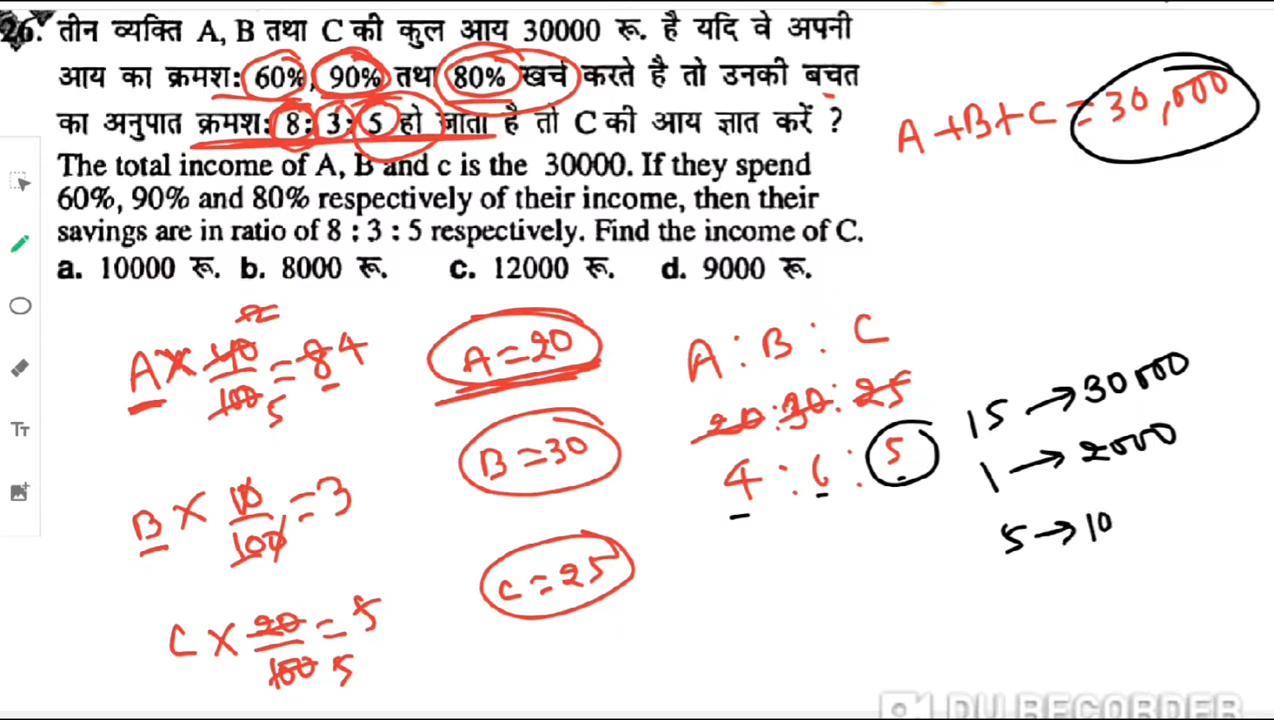 26. तीन व्यक्ति A, B तथा C की कुल आय 30000 रू. है यदि वे अपनी
आय का क्रमशः 60%, 90% तथा 80% खर्च करते है तो उनकी बचत
का अनुपात क्रमशः 8 : 3 : 5 हो जाता है तो C की आय ज्ञात करें ?
The total income of A, B and c is the 30000. If they spend
60%, 90% and 80% respectively of their income, then their
savings are in ratio of 8 : 3 : 5 respectively. Find the income of C.
a. 10000 रू. b. 8000 रू. c. 12000 रू. d. 9000 रू.
A+B+C = 30,000
A × 40/100 = 8 4
5
B × 10/100 = 3
C × 20/100 = 5
5
A = 20
B = 30
C = 25
A : B : C
20 : 30 : 25
4 : 6 : 5
15 → 30000
1 → 2000
5 → 10
Tт
DU RECORDER